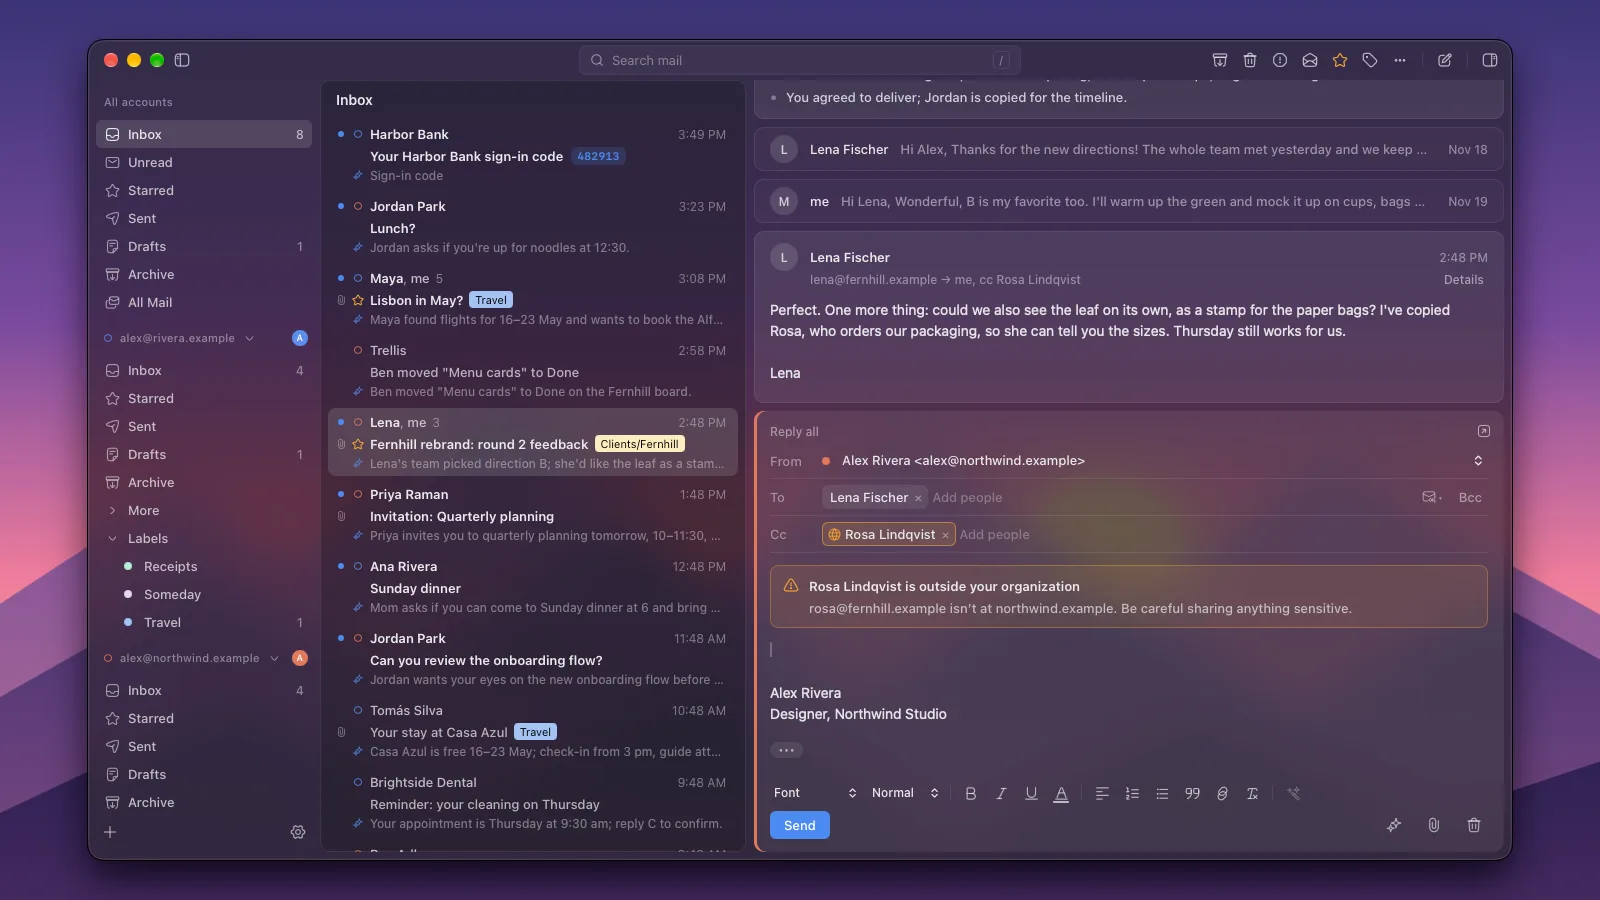 Search mail
/
All accounts
Inbox 8
Unread
Starred
Sent
Drafts 1
Archive
All Mail
alex@rivera.example A
Inbox 4
Starred
Sent
Drafts 1
Archive
More
Labels
Receipts
Someday
Travel 1
alex@northwind.example A
Inbox 4
Starred
Sent
Drafts
Archive
Inbox
Harbor Bank 3:49 PM
Your Harbor Bank sign-in code 482913
Sign-in code
Jordan Park 3:23 PM
Lunch?
Jordan asks if you're up for noodles at 12:30.
Maya, me 5 3:08 PM
Lisbon in May? Travel
Maya found flights for 16–23 May and wants to book the Alf...
Trellis 2:58 PM
Ben moved "Menu cards" to Done
Ben moved "Menu cards" to Done on the Fernhill board.
Lena, me 3 2:48 PM
Fernhill rebrand: round 2 feedback Clients/Fernhill
Lena's team picked direction B; she'd like the leaf as a stam...
Priya Raman 1:48 PM
Invitation: Quarterly planning
Priya invites you to quarterly planning tomorrow, 10–11:30, ...
Ana Rivera 12:48 PM
Sunday dinner
Mom asks if you can come to Sunday dinner at 6 and bring ...
Jordan Park 11:48 AM
Can you review the onboarding flow?
Jordan wants your eyes on the new onboarding flow before ...
Tomás Silva 10:48 AM
Your stay at Casa Azul Travel
Casa Azul is free 16–23 May; check-in from 3 pm, guide att...
Brightside Dental 9:48 AM
Reminder: your cleaning on Thursday
Your appointment is Thursday at 9:30 am; reply C to confirm.
• You agreed to deliver; Jordan is copied for the timeline.
L Lena Fischer Hi Alex, Thanks for the new directions! The whole team met yesterday and we keep ... Nov 18
M me Hi Lena, Wonderful, B is my favorite too. I'll warm up the green and mock it up on cups, bags ... Nov 19
L Lena Fischer 2:48 PM
lena@fernhill.example → me, cc Rosa Lindqvist Details
Perfect. One more thing: could we also see the leaf on its own, as a stamp for the paper bags? I've copied
Rosa, who orders our packaging, so she can tell you the sizes. Thursday still works for us.
Lena
Reply all
From Alex Rivera <alex@northwind.example>
To Lena Fischer × Add people Bcc
Cc Rosa Lindqvist × Add people
Rosa Lindqvist is outside your organization
rosa@fernhill.example isn't at northwind.example. Be careful sharing anything sensitive.
Alex Rivera
Designer, Northwind Studio
Font Normal B I U A
Send